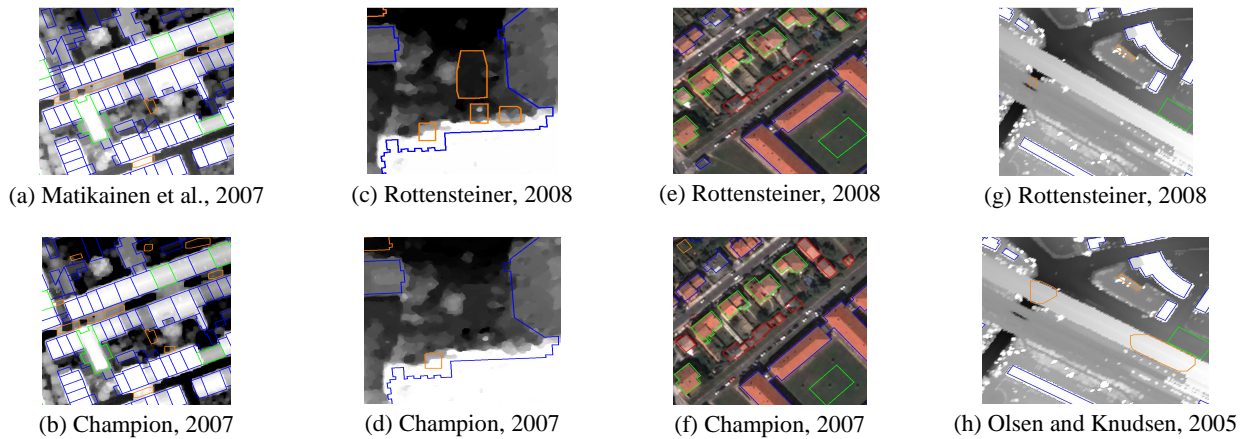 (a) Matikainen et al., 2007
(c) Rottensteiner, 2008
(e) Rottensteiner, 2008
(g) Rottensteiner, 2008
(b) Champion, 2007
(d) Champion, 2007
(f) Champion, 2007
(h) Olsen and Knudsen, 2005